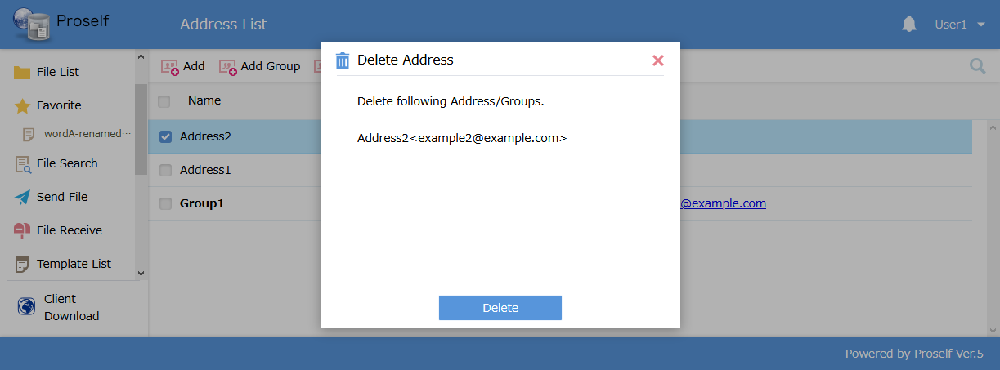 Proself
Address List
User1
File List
Favorite
wordA-renamed···
File Search
Send File
File Receive
Template List
Client
Download
Add
Add Group
Name
Address2
Address1
Group1
@example.com
Delete Address
Delete following Address/Groups.
Address2<example2@example.com>
Delete
Powered by Proself Ver.5